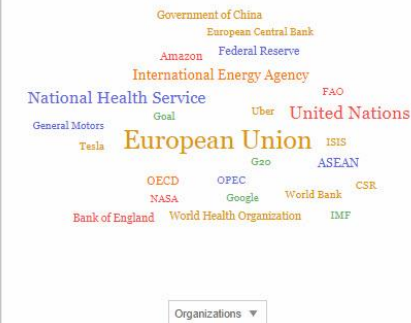 Government of China
European Central Bank
Amazon Federal Reserve
International Energy Agency
FAO
National Health Service
Uber United Nations
Goal
General Motors
Tesla European Union ISIS
G20 ASEAN
OECD OPEC CSR
NASA Google World Bank
Bank of England World Health Organization IMF
Organizations ▼